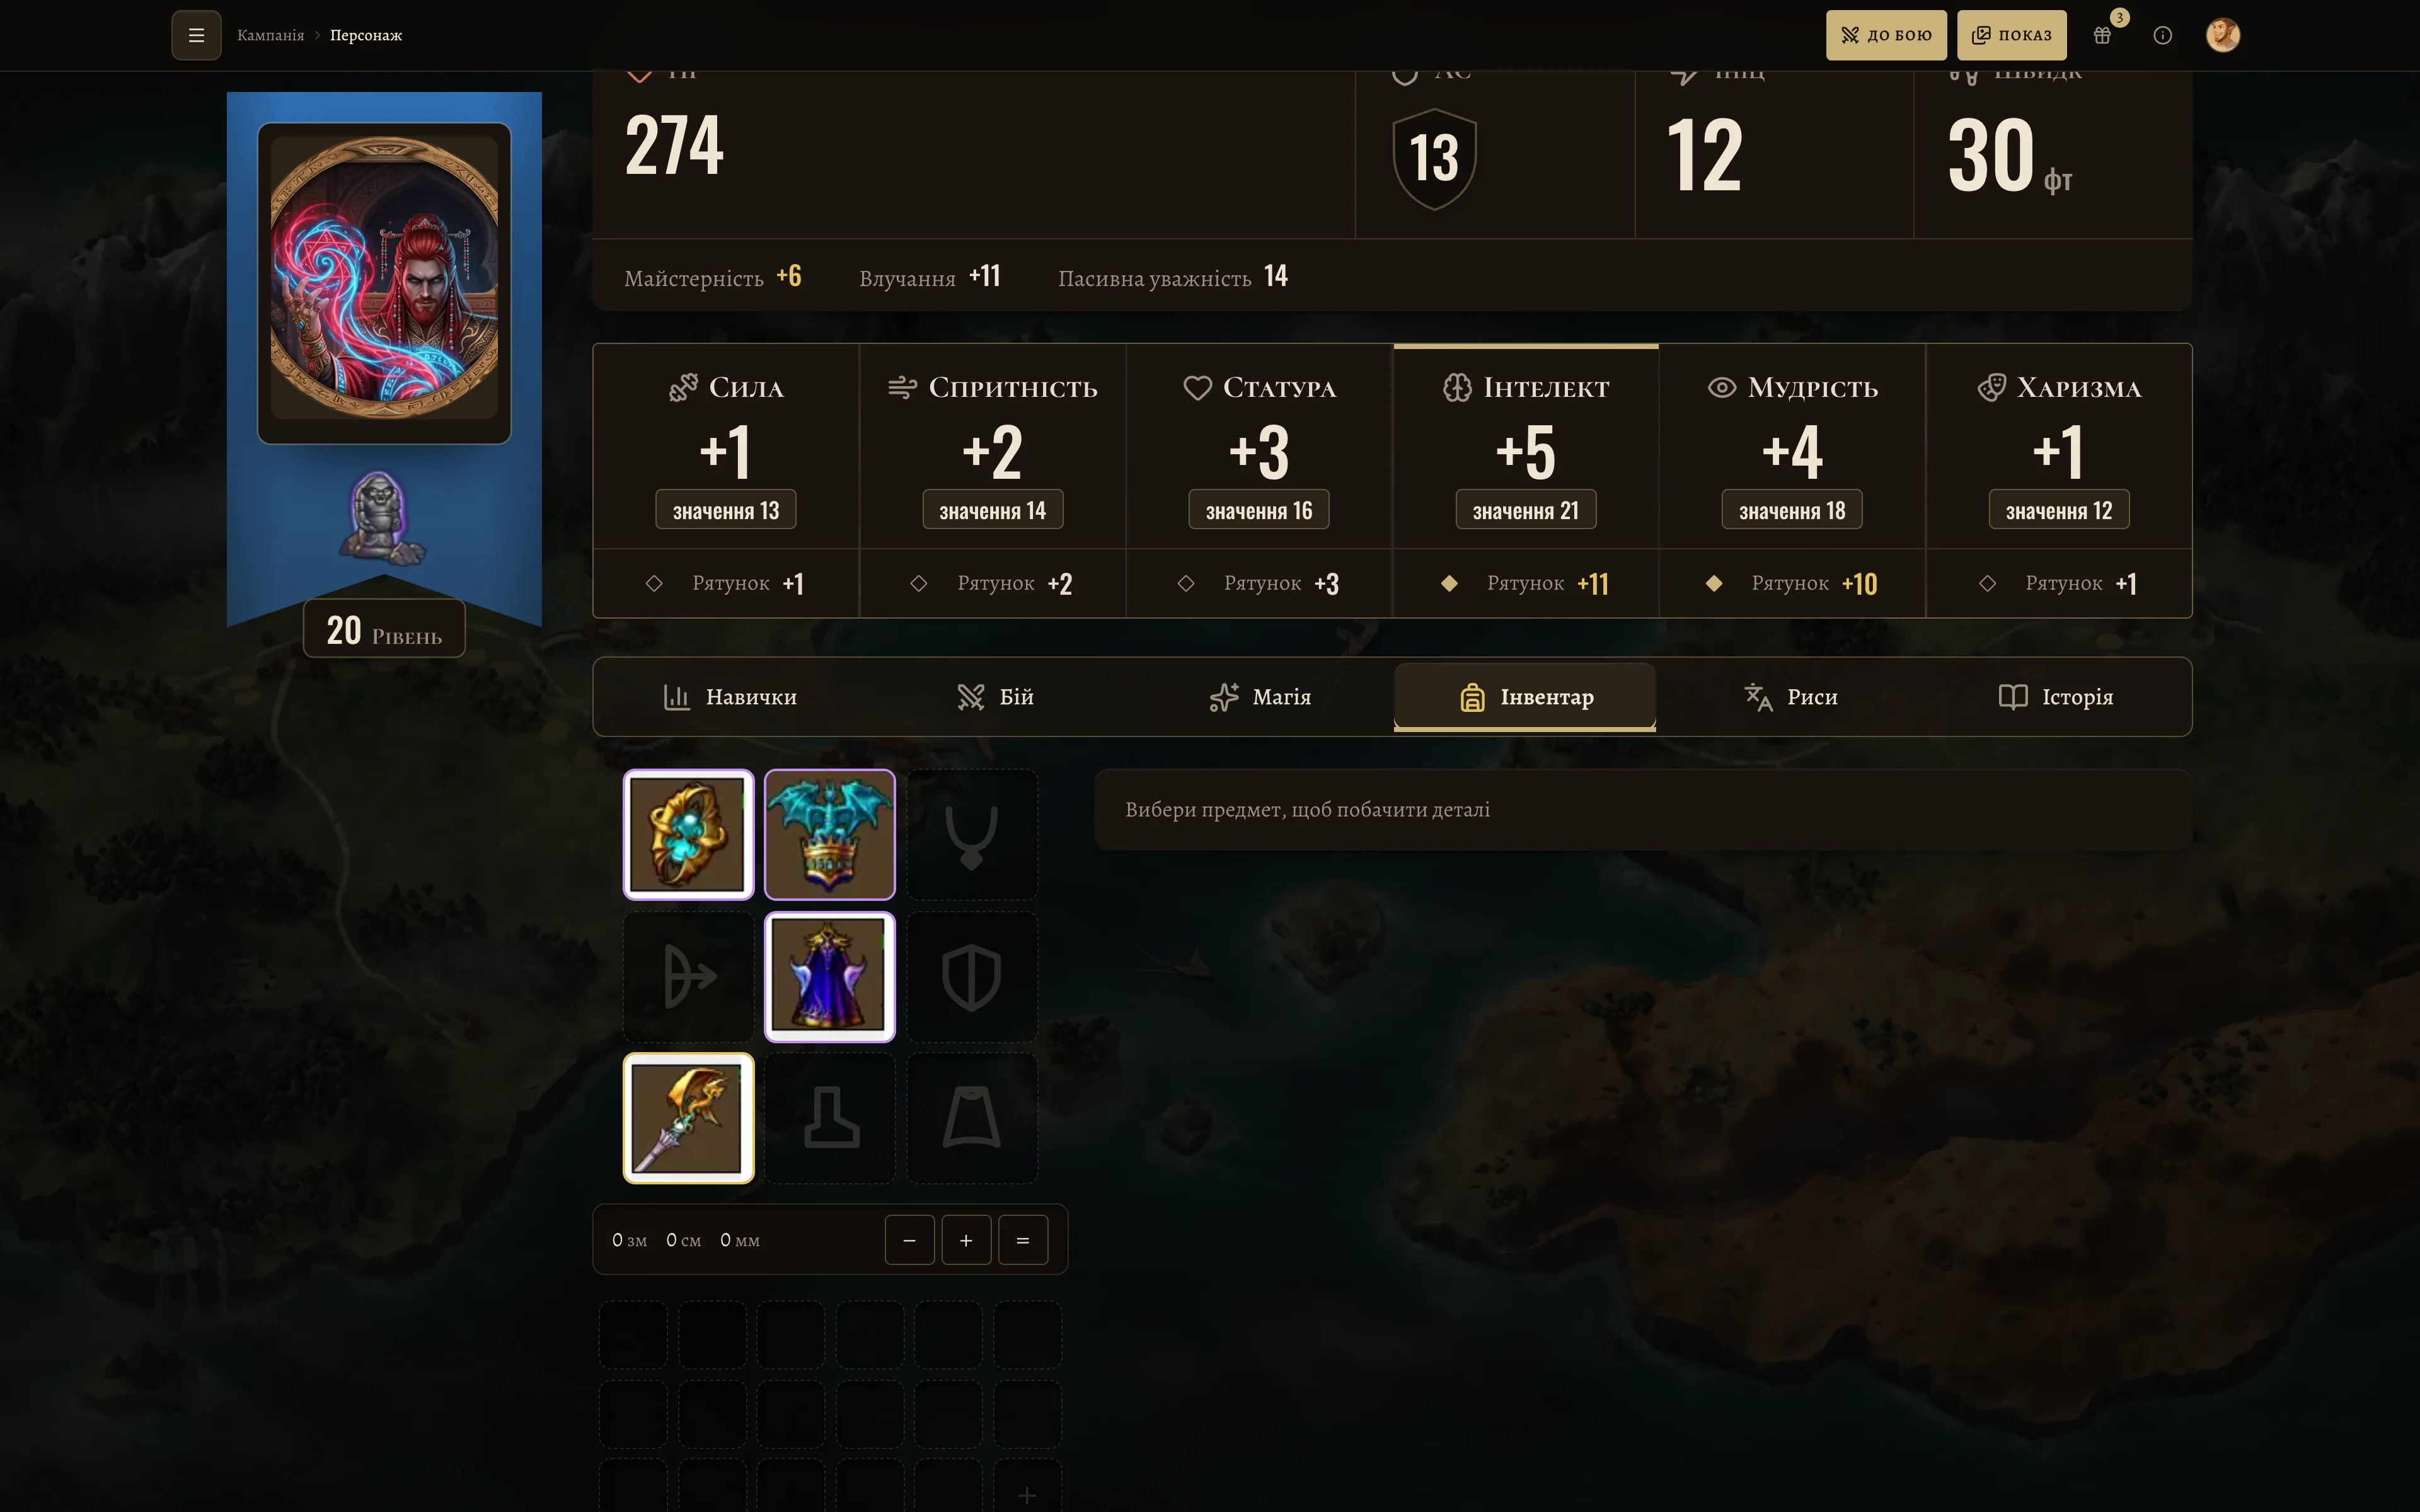 Кампанія > Персонаж
ДО БОЮ
ПОКАЗ
3
274
13
12
30 фт
Майстерність +6 Влучання +11 Пасивна уважність 14
Сила Спритність Статура Інтелект Мудрість Харизма
+1 +2 +3 +5 +4 +1
значення 13 значення 14 значення 16 значення 21 значення 18 значення 12
Рятунок +1 Рятунок +2 Рятунок +3 Рятунок +11 Рятунок +10 Рятунок +1
20 Рівень
Навички Бій Магія Інвентар Риси Історія
Вибери предмет, щоб побачити деталі
0 зм 0 см 0 мм − + =
+